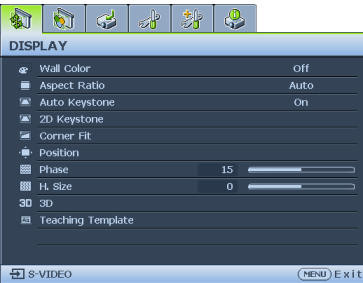 DISPLAY
Wall Color Off
Aspect Ratio Auto
Auto Keystone On
2D Keystone
Corner Fit
Position
Phase 15
H. Size 0
3D 3D
Teaching Template
S-VIDEO MENU Exit